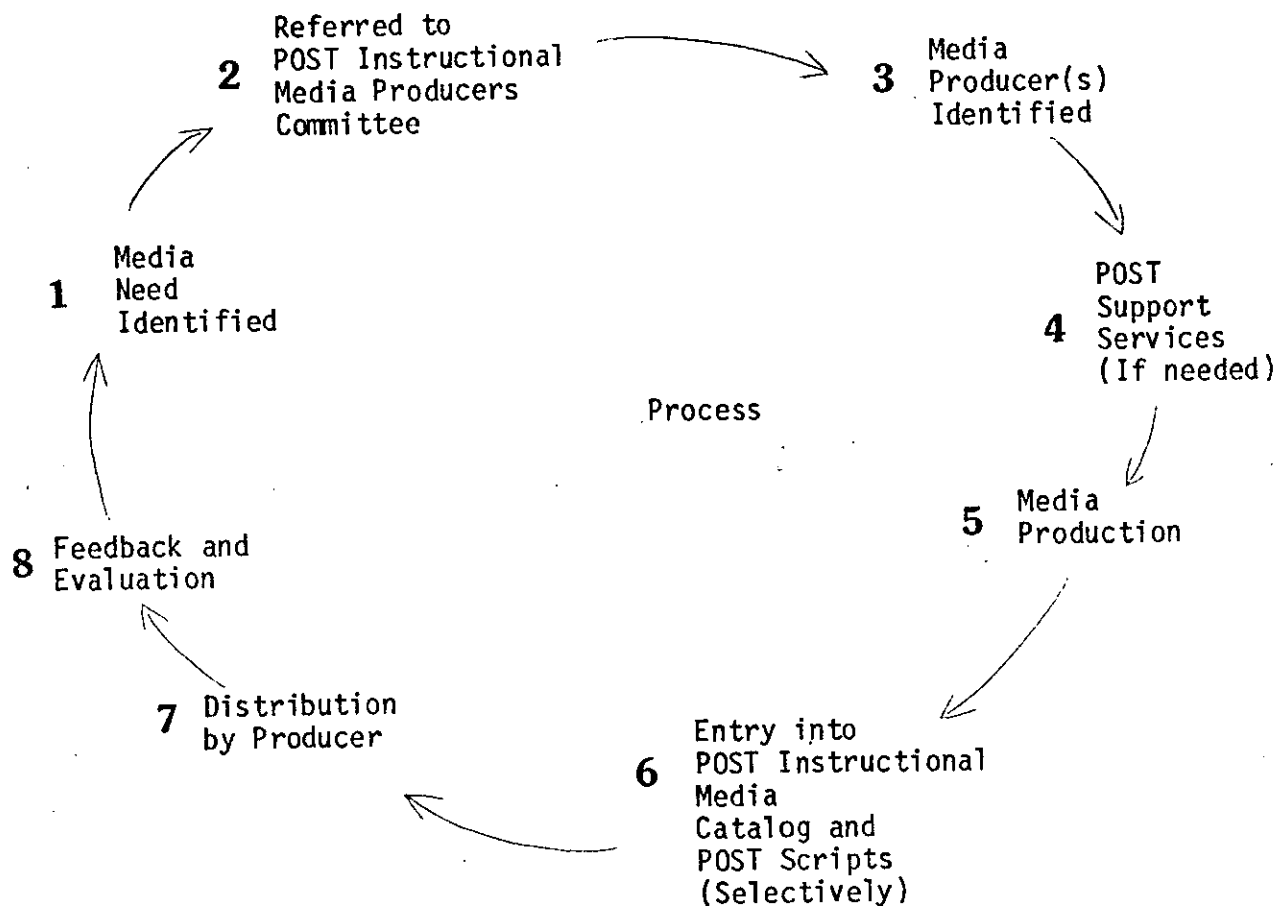 1 Media
Need
Identified
2 Referred to
POST Instructional
Media Producers
Committee
3 Media
Producer(s)
Identified
4 POST
Support
Services
(If needed)
5 Media
Production
6 Entry into
POST Instructional
Media
Catalog and
POST Scripts
(Selectively)
7 Distribution
by Producer
8 Feedback and
Evaluation
Process